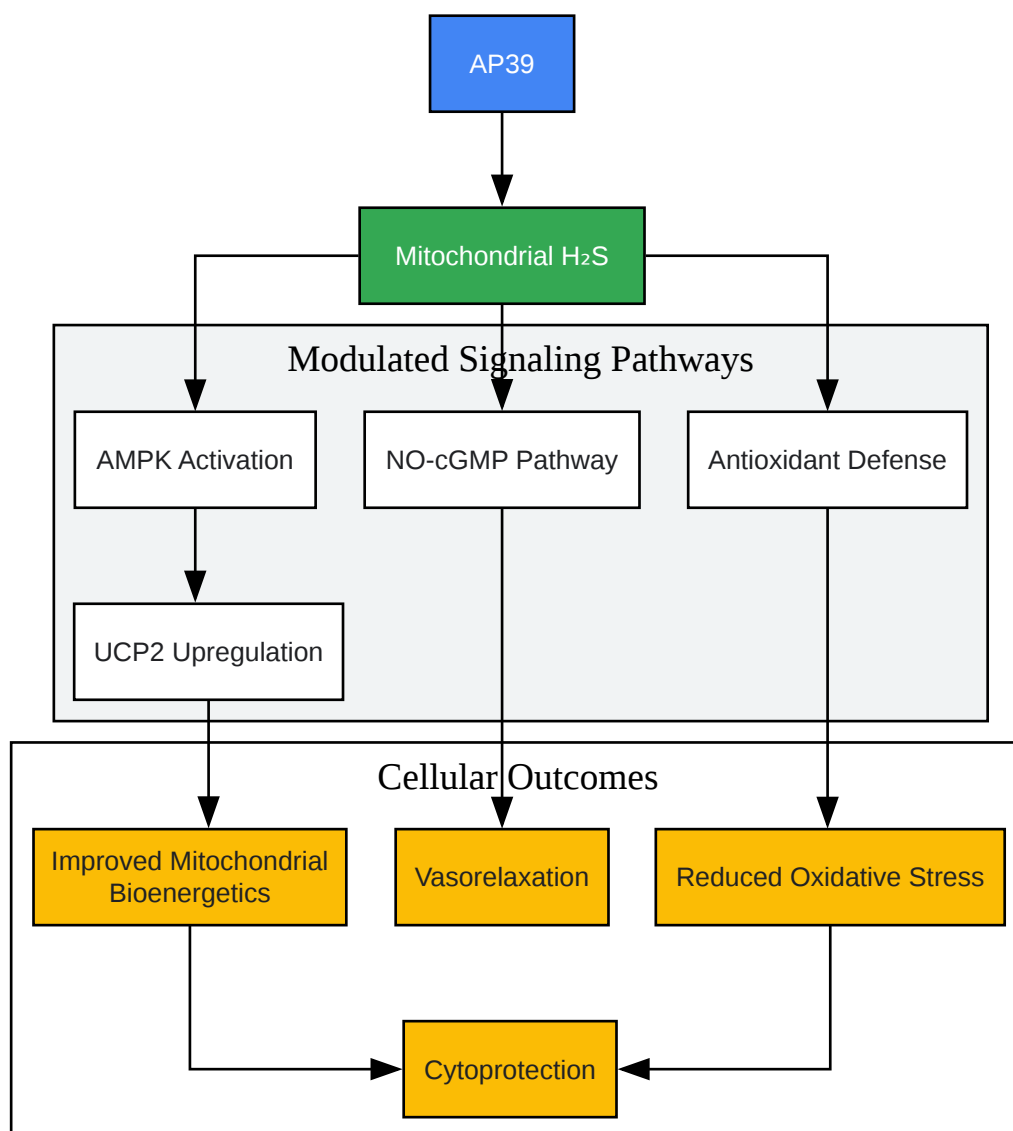 AP39
Mitochondrial H₂S
Modulated Signaling Pathways
AMPK Activation
NO-cGMP Pathway
Antioxidant Defense
UCP2 Upregulation
Cellular Outcomes
Improved Mitochondrial
Bioenergetics
Vasorelaxation
Reduced Oxidative Stress
Cytoprotection